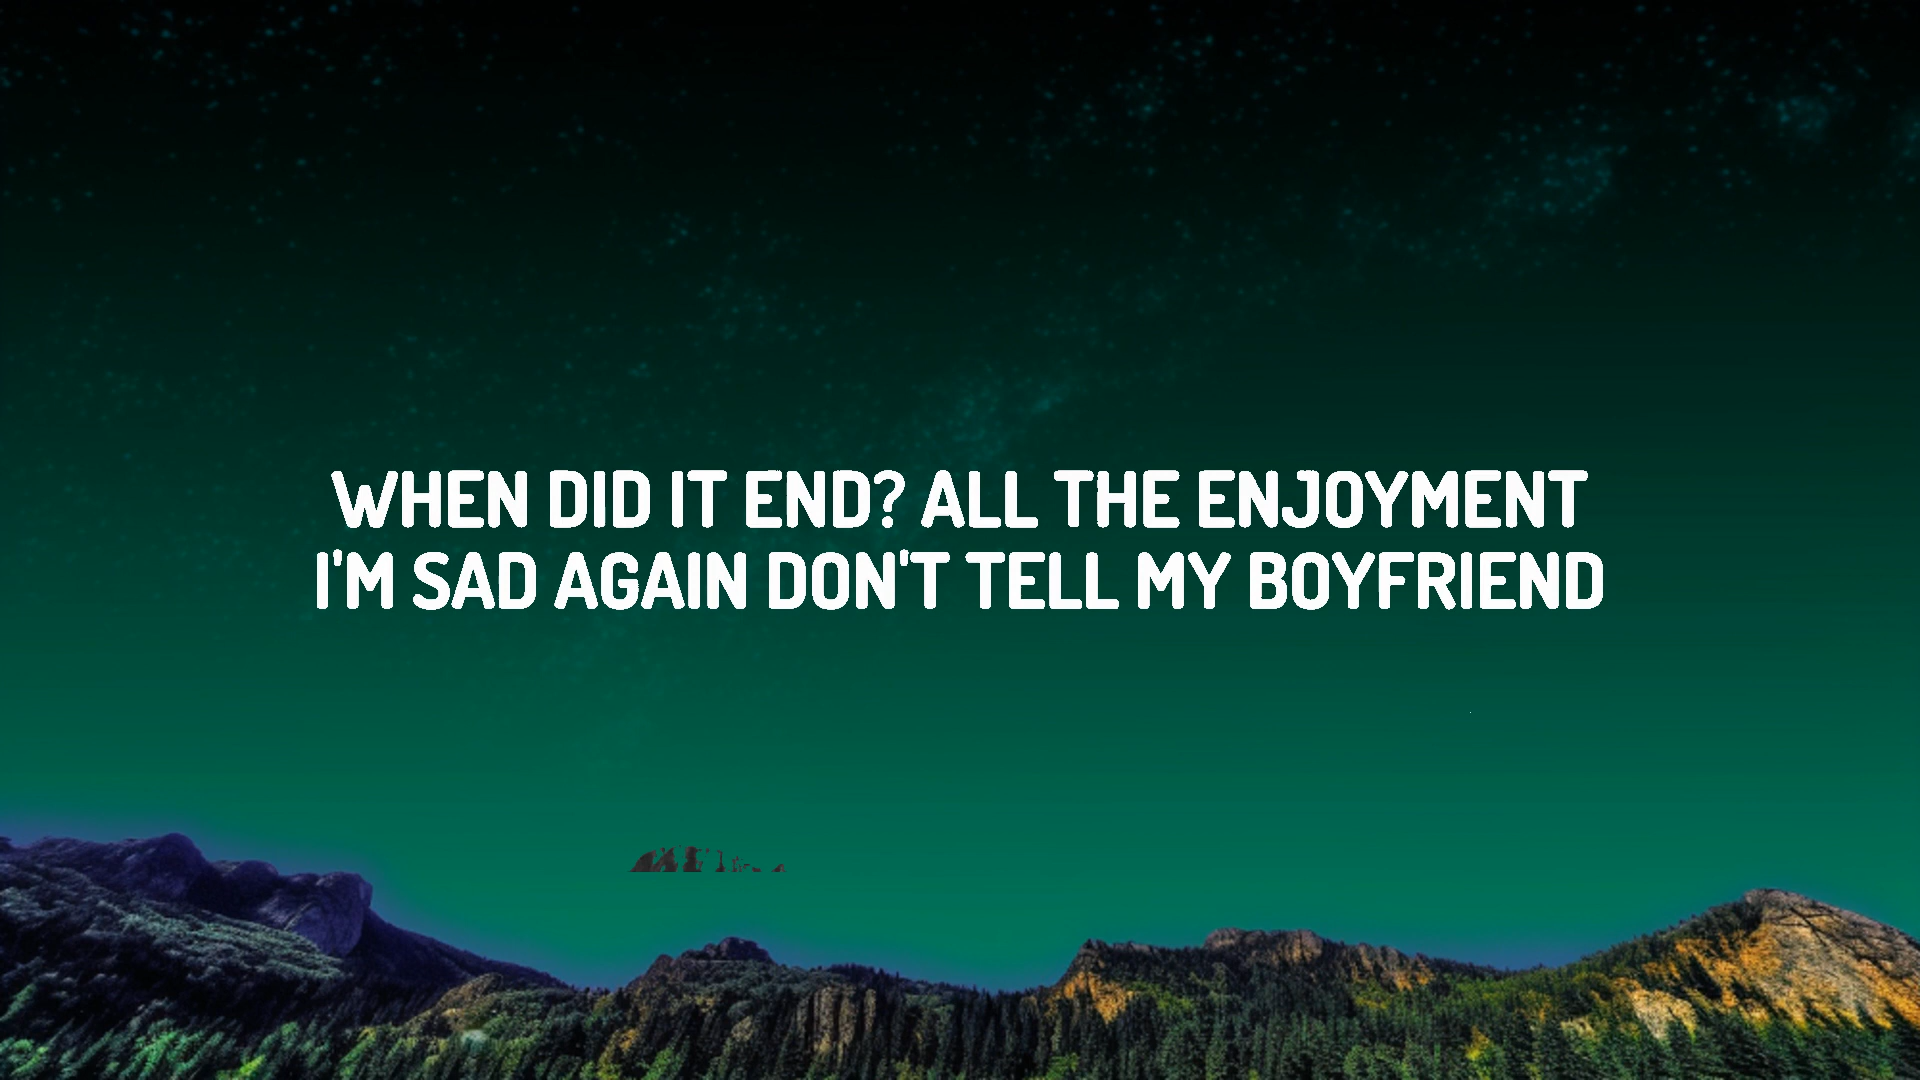 WHEN DID IT END? ALL THE ENJOYMENT
I'M SAD AGAIN DON'T TELL MY BOYFRIEND